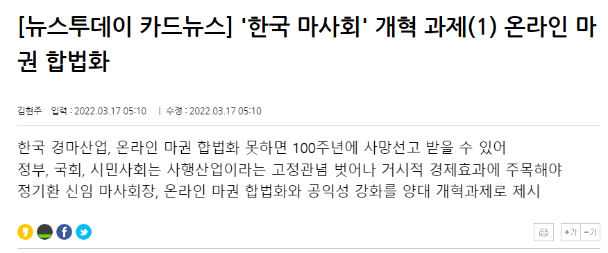 [뉴스투데이 카드뉴스] '한국 마사회' 개혁 과제(1) 온라인 마
권 합법화
김현주 입력 : 2022.03.17 05:10 | 수정 : 2022.03.17 05:10
한국 경마산업, 온라인 마권 합법화 못하면 100주년에 사망선고 받을 수 있어
정부, 국회, 시민사회는 사행산업이라는 고정관념 벗어나 거시적 경제효과에 주목해야
정기환 신임 마사회장, 온라인 마권 합법화와 공익성 강화를 양대 개혁과제로 제시
+가 -가